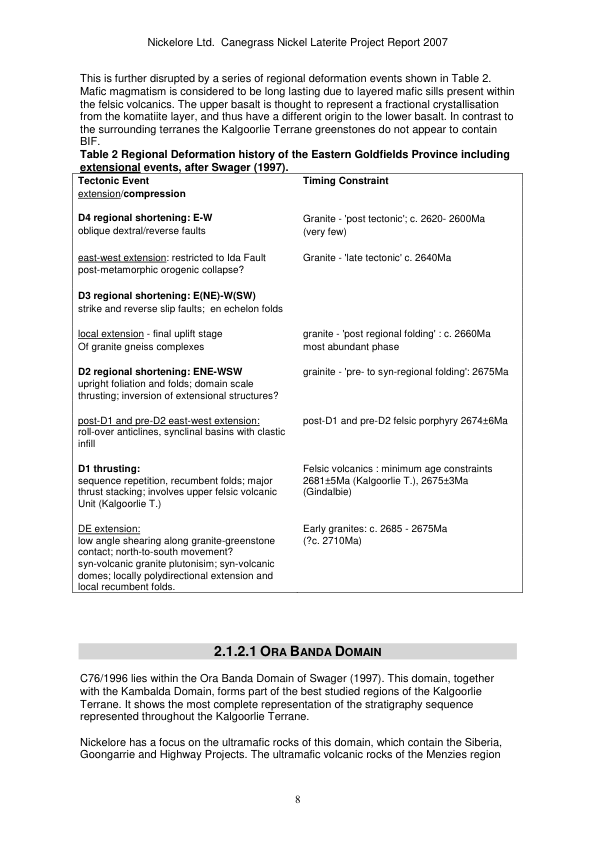 Nickelore Ltd.  Canegrass Nickel Laterite Project Report 2007
This is further disrupted by a series of regional deformation events shown in Table 2.
Mafic magmatism is considered to be long lasting due to layered mafic sills present within
the felsic volcanics. The upper basalt is thought to represent a fractional crystallisation
from the komatiite layer, and thus have a different origin to the lower basalt. In contrast to
the surrounding terranes the Kalgoorlie Terrane greenstones do not appear to contain
BIF.
Table 2 Regional Deformation history of the Eastern Goldfields Province including
extensional events, after Swager (1997).
Tectonic Event
Timing Constraint
extension/compression
D4 regional shortening: E-W
Granite - 'post tectonic'; c. 2620- 2600Ma
oblique dextral/reverse faults
(very few)
east-west extension: restricted to Ida Fault
Granite - 'late tectonic' c. 2640Ma
post-metamorphic orogenic collapse?
D3 regional shortening: E(NE)-W(SW)
strike and reverse slip faults;  en echelon folds
local extension - final uplift stage
granite - 'post regional folding' : c. 2660Ma
Of granite gneiss complexes
most abundant phase
D2 regional shortening: ENE-WSW
grainite - 'pre- to syn-regional folding': 2675Ma
upright foliation and folds; domain scale
thrusting; inversion of extensional structures?
post-D1 and pre-D2 east-west extension:
post-D1 and pre-D2 felsic porphyry 2674±6Ma
roll-over anticlines, synclinal basins with clastic
infill
D1 thrusting:
Felsic volcanics : minimum age constraints
sequence repetition, recumbent folds; major
2681±5Ma (Kalgoorlie T.), 2675±3Ma
thrust stacking; involves upper felsic volcanic
(Gindalbie)
Unit (Kalgoorlie T.)
DE extension:
Early granites: c. 2685 - 2675Ma
low angle shearing along granite-greenstone
(?c. 2710Ma)
contact; north-to-south movement?
syn-volcanic granite plutonisim; syn-volcanic
domes; locally polydirectional extension and
local recumbent folds.
2.1.2.1 ORA BANDA DOMAIN
C76/1996 lies within the Ora Banda Domain of Swager (1997). This domain, together
with the Kambalda Domain, forms part of the best studied regions of the Kalgoorlie
Terrane. It shows the most complete representation of the stratigraphy sequence
represented throughout the Kalgoorlie Terrane.
Nickelore has a focus on the ultramafic rocks of this domain, which contain the Siberia,
Goongarrie and Highway Projects. The ultramafic volcanic rocks of the Menzies region
8